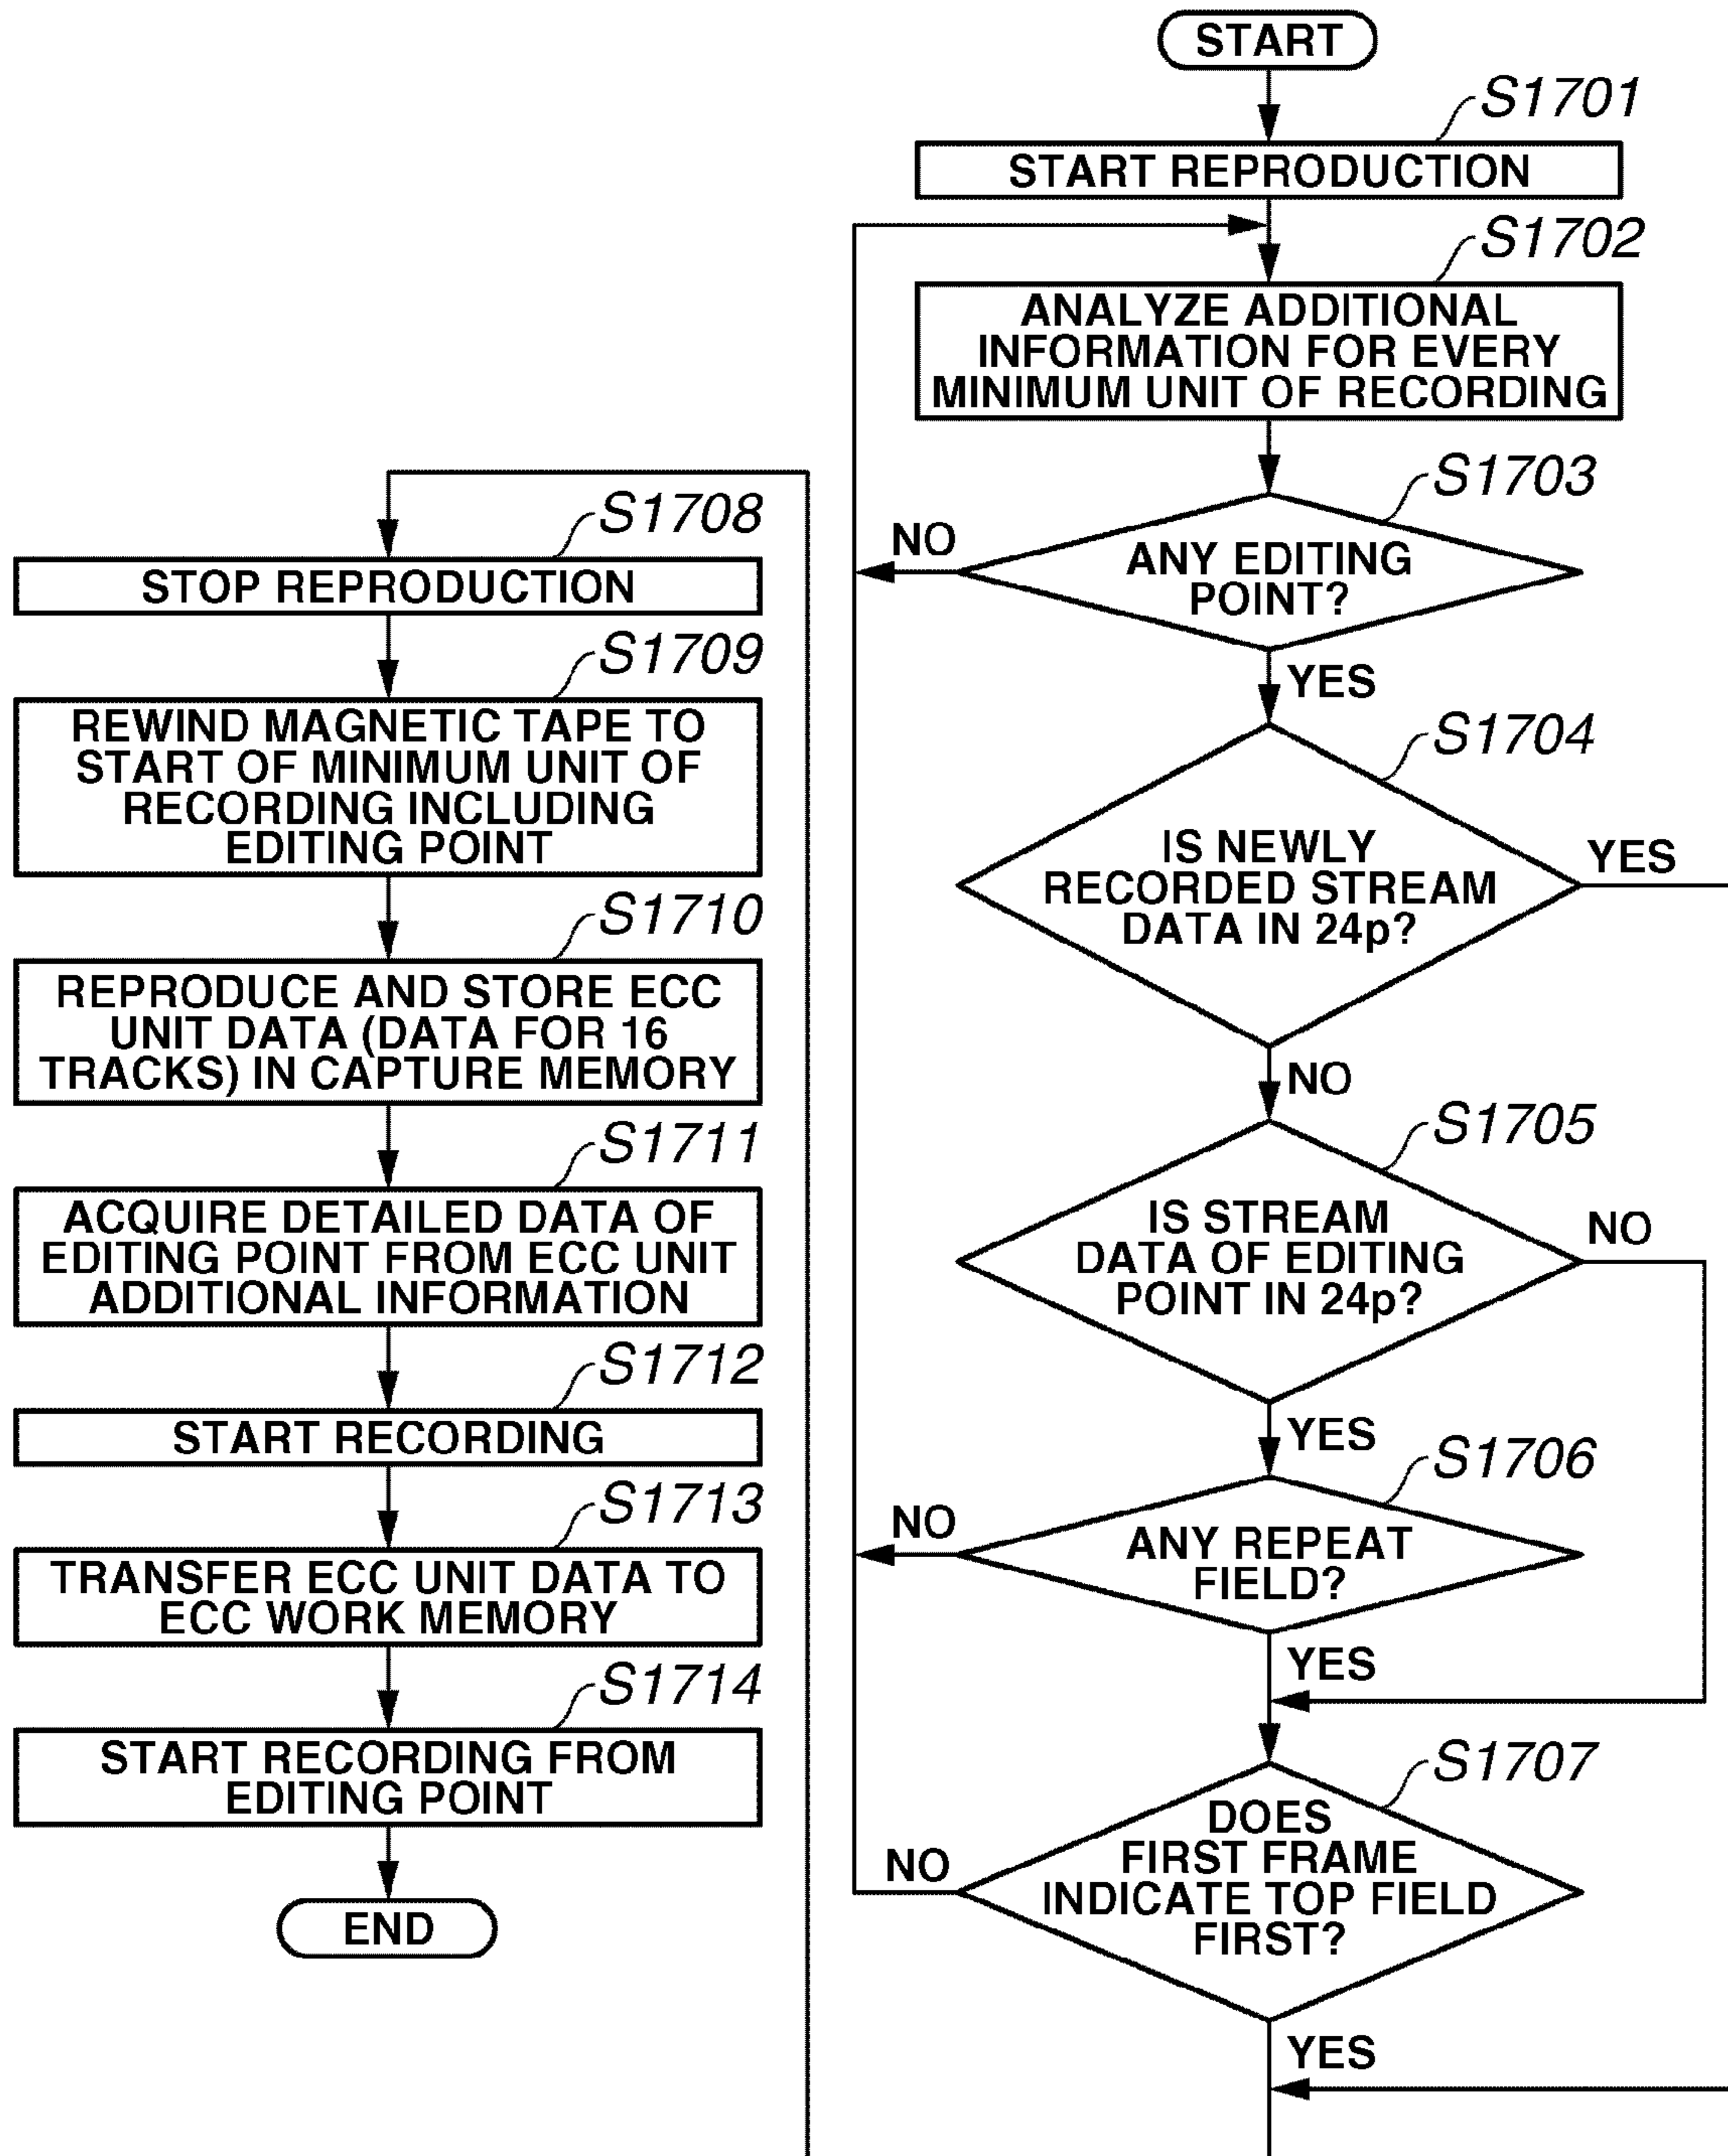 START
S1701
START REPRODUCTION
S1702
ANALYZE ADDITIONAL
INFORMATION FOR EVERY
MINIMUM UNIT OF RECORDING
S1703
ANY EDITING
POINT?
NO
YES
S1704
IS NEWLY
RECORDED STREAM
DATA IN 24p?
YES
NO
S1705
IS STREAM
DATA OF EDITING
POINT IN 24p?
NO
YES
S1706
ANY REPEAT
FIELD?
NO
YES
S1707
DOES
FIRST FRAME
INDICATE TOP FIELD
FIRST?
NO
YES
S1708
STOP REPRODUCTION
S1709
REWIND MAGNETIC TAPE TO
START OF MINIMUM UNIT OF
RECORDING INCLUDING
EDITING POINT
S1710
REPRODUCE AND STORE ECC
UNIT DATA (DATA FOR 16
TRACKS) IN CAPTURE MEMORY
S1711
ACQUIRE DETAILED DATA OF
EDITING POINT FROM ECC UNIT
ADDITIONAL INFORMATION
S1712
START RECORDING
S1713
TRANSFER ECC UNIT DATA TO
ECC WORK MEMORY
S1714
START RECORDING FROM
EDITING POINT
END